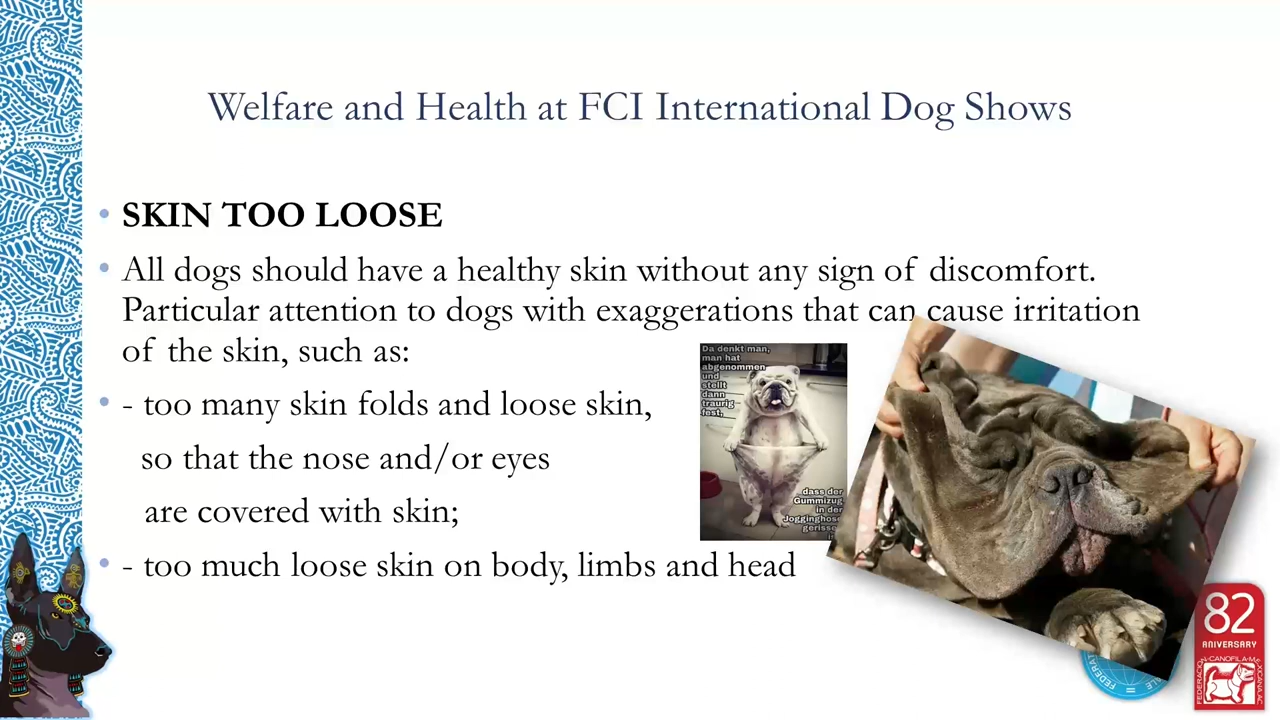 Welfare and Health at FCI International Dog Shows
• SKIN TOO LOOSE
• All dogs should have a healthy skin without any sign of discomfort.
Particular attention to dogs with exaggerations that can cause irritation
of the skin, such as:
• - too many skin folds and loose skin,
so that the nose and/or eyes
are covered with skin;
• - too much loose skin on body, limbs and head
Da denkt man,
man hat
abgenommen
und
stellt
dann
traurig
fest,
dass der
Gummizug
in der
Jogginghose
gerisse
82
ANIVERSARY